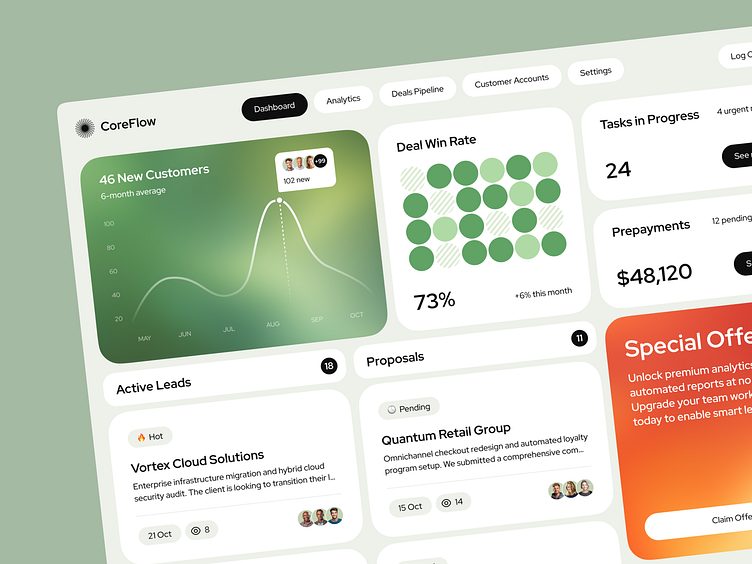 CoreFlow
Dashboard
Analytics
Deals Pipeline
Customer Accounts
Settings
Log
46 New Customers
6-month average
+99
102 new
100
80
60
40
20
MAY
JUN
JUL
AUG
SEP
OCT
Deal Win Rate
73%
+6% this month
Tasks in Progress
4 urgent
24
See
Prepayments
12 pending
$48,120
Active Leads
18
🔥 Hot
Vortex Cloud Solutions
Enterprise infrastructure migration and hybrid cloud
security audit. The client is looking to transition their l...
21 Oct
8
Proposals
11
Pending
Quantum Retail Group
Omnichannel checkout redesign and automated loyalty
program setup. We submitted a comprehensive com...
15 Oct
14
Special Offe
Unlock premium analytics
automated reports at no
Upgrade your team work
today to enable smart le
Claim Offe